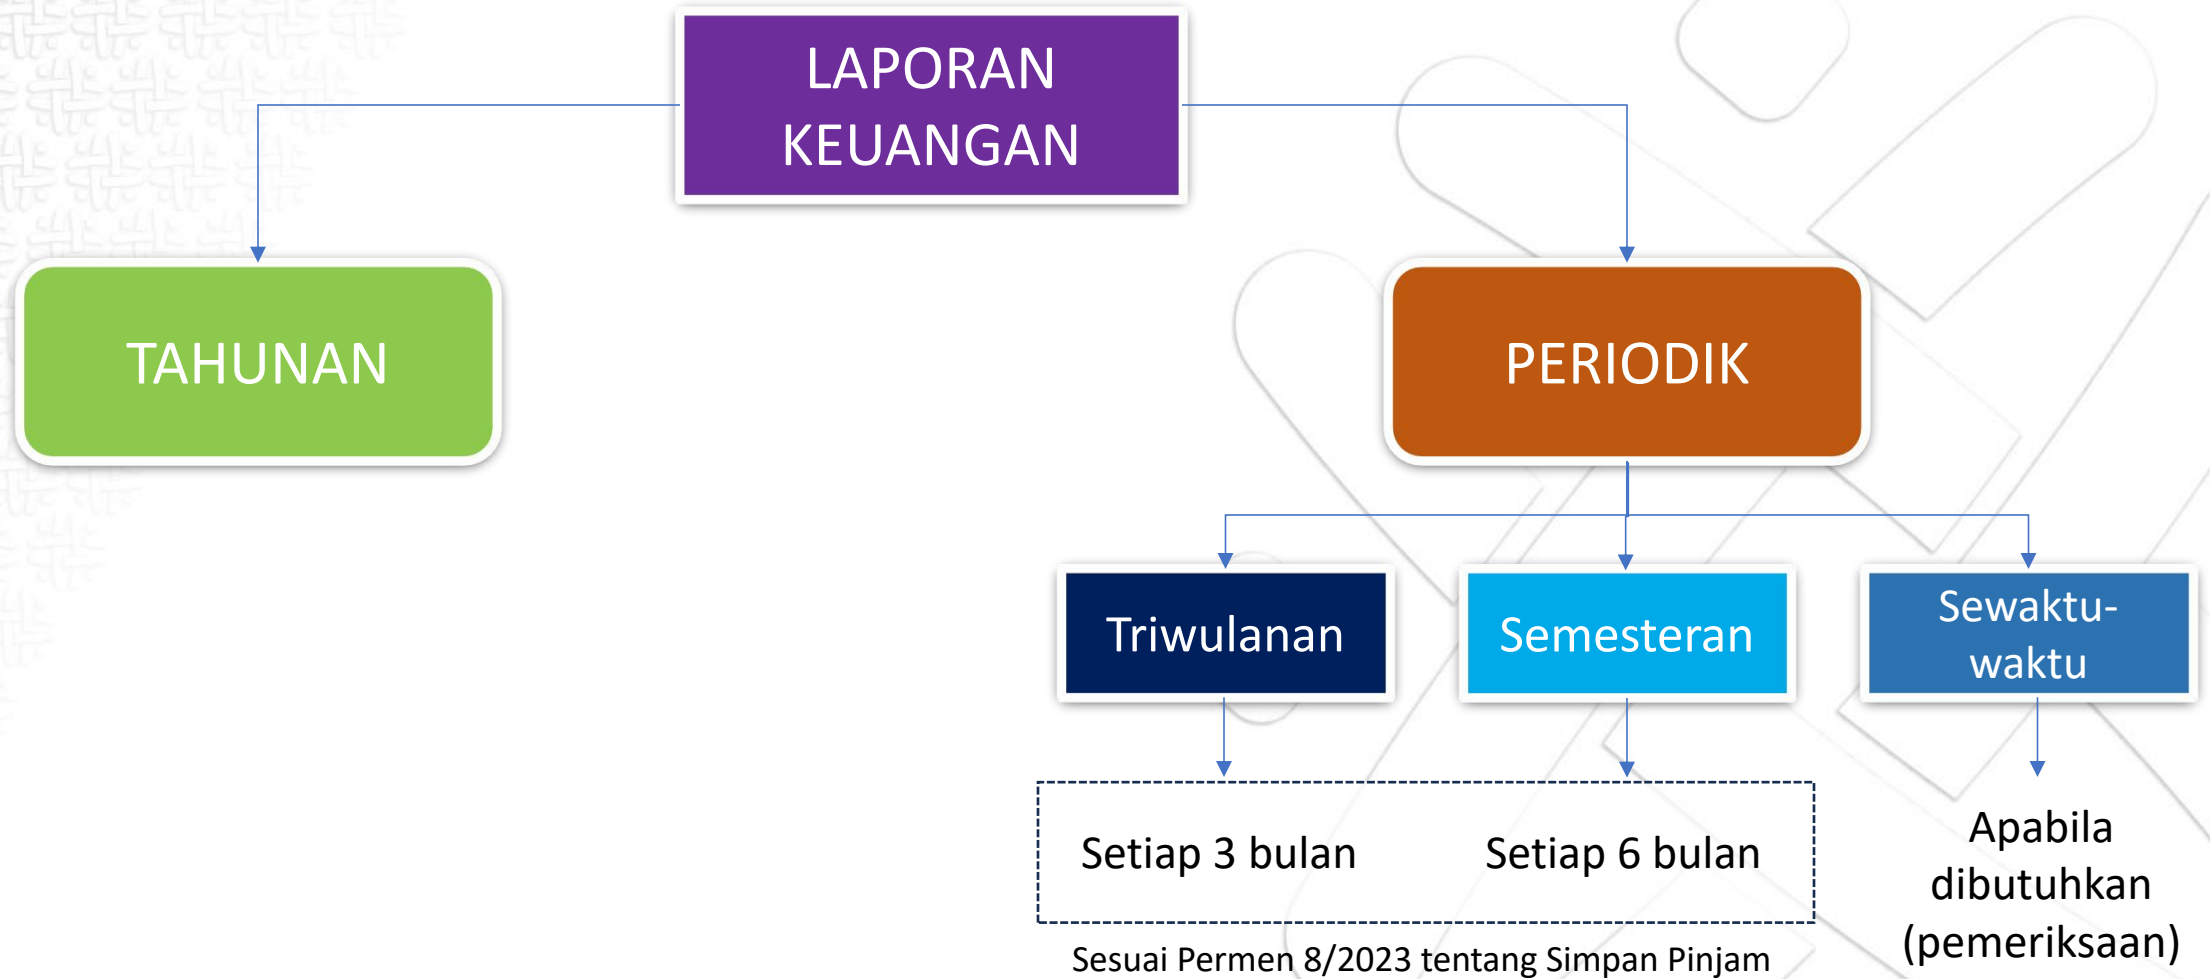 LAPORAN
KEUANGAN
TAHUNAN
PERIODIK
Triwulanan
Semesteran
Sewaktu-
waktu
Setiap 3 bulan
Setiap 6 bulan
Apabila
dibutuhkan
(pemeriksaan)
Sesuai Permen 8/2023 tentang Simpan Pinjam